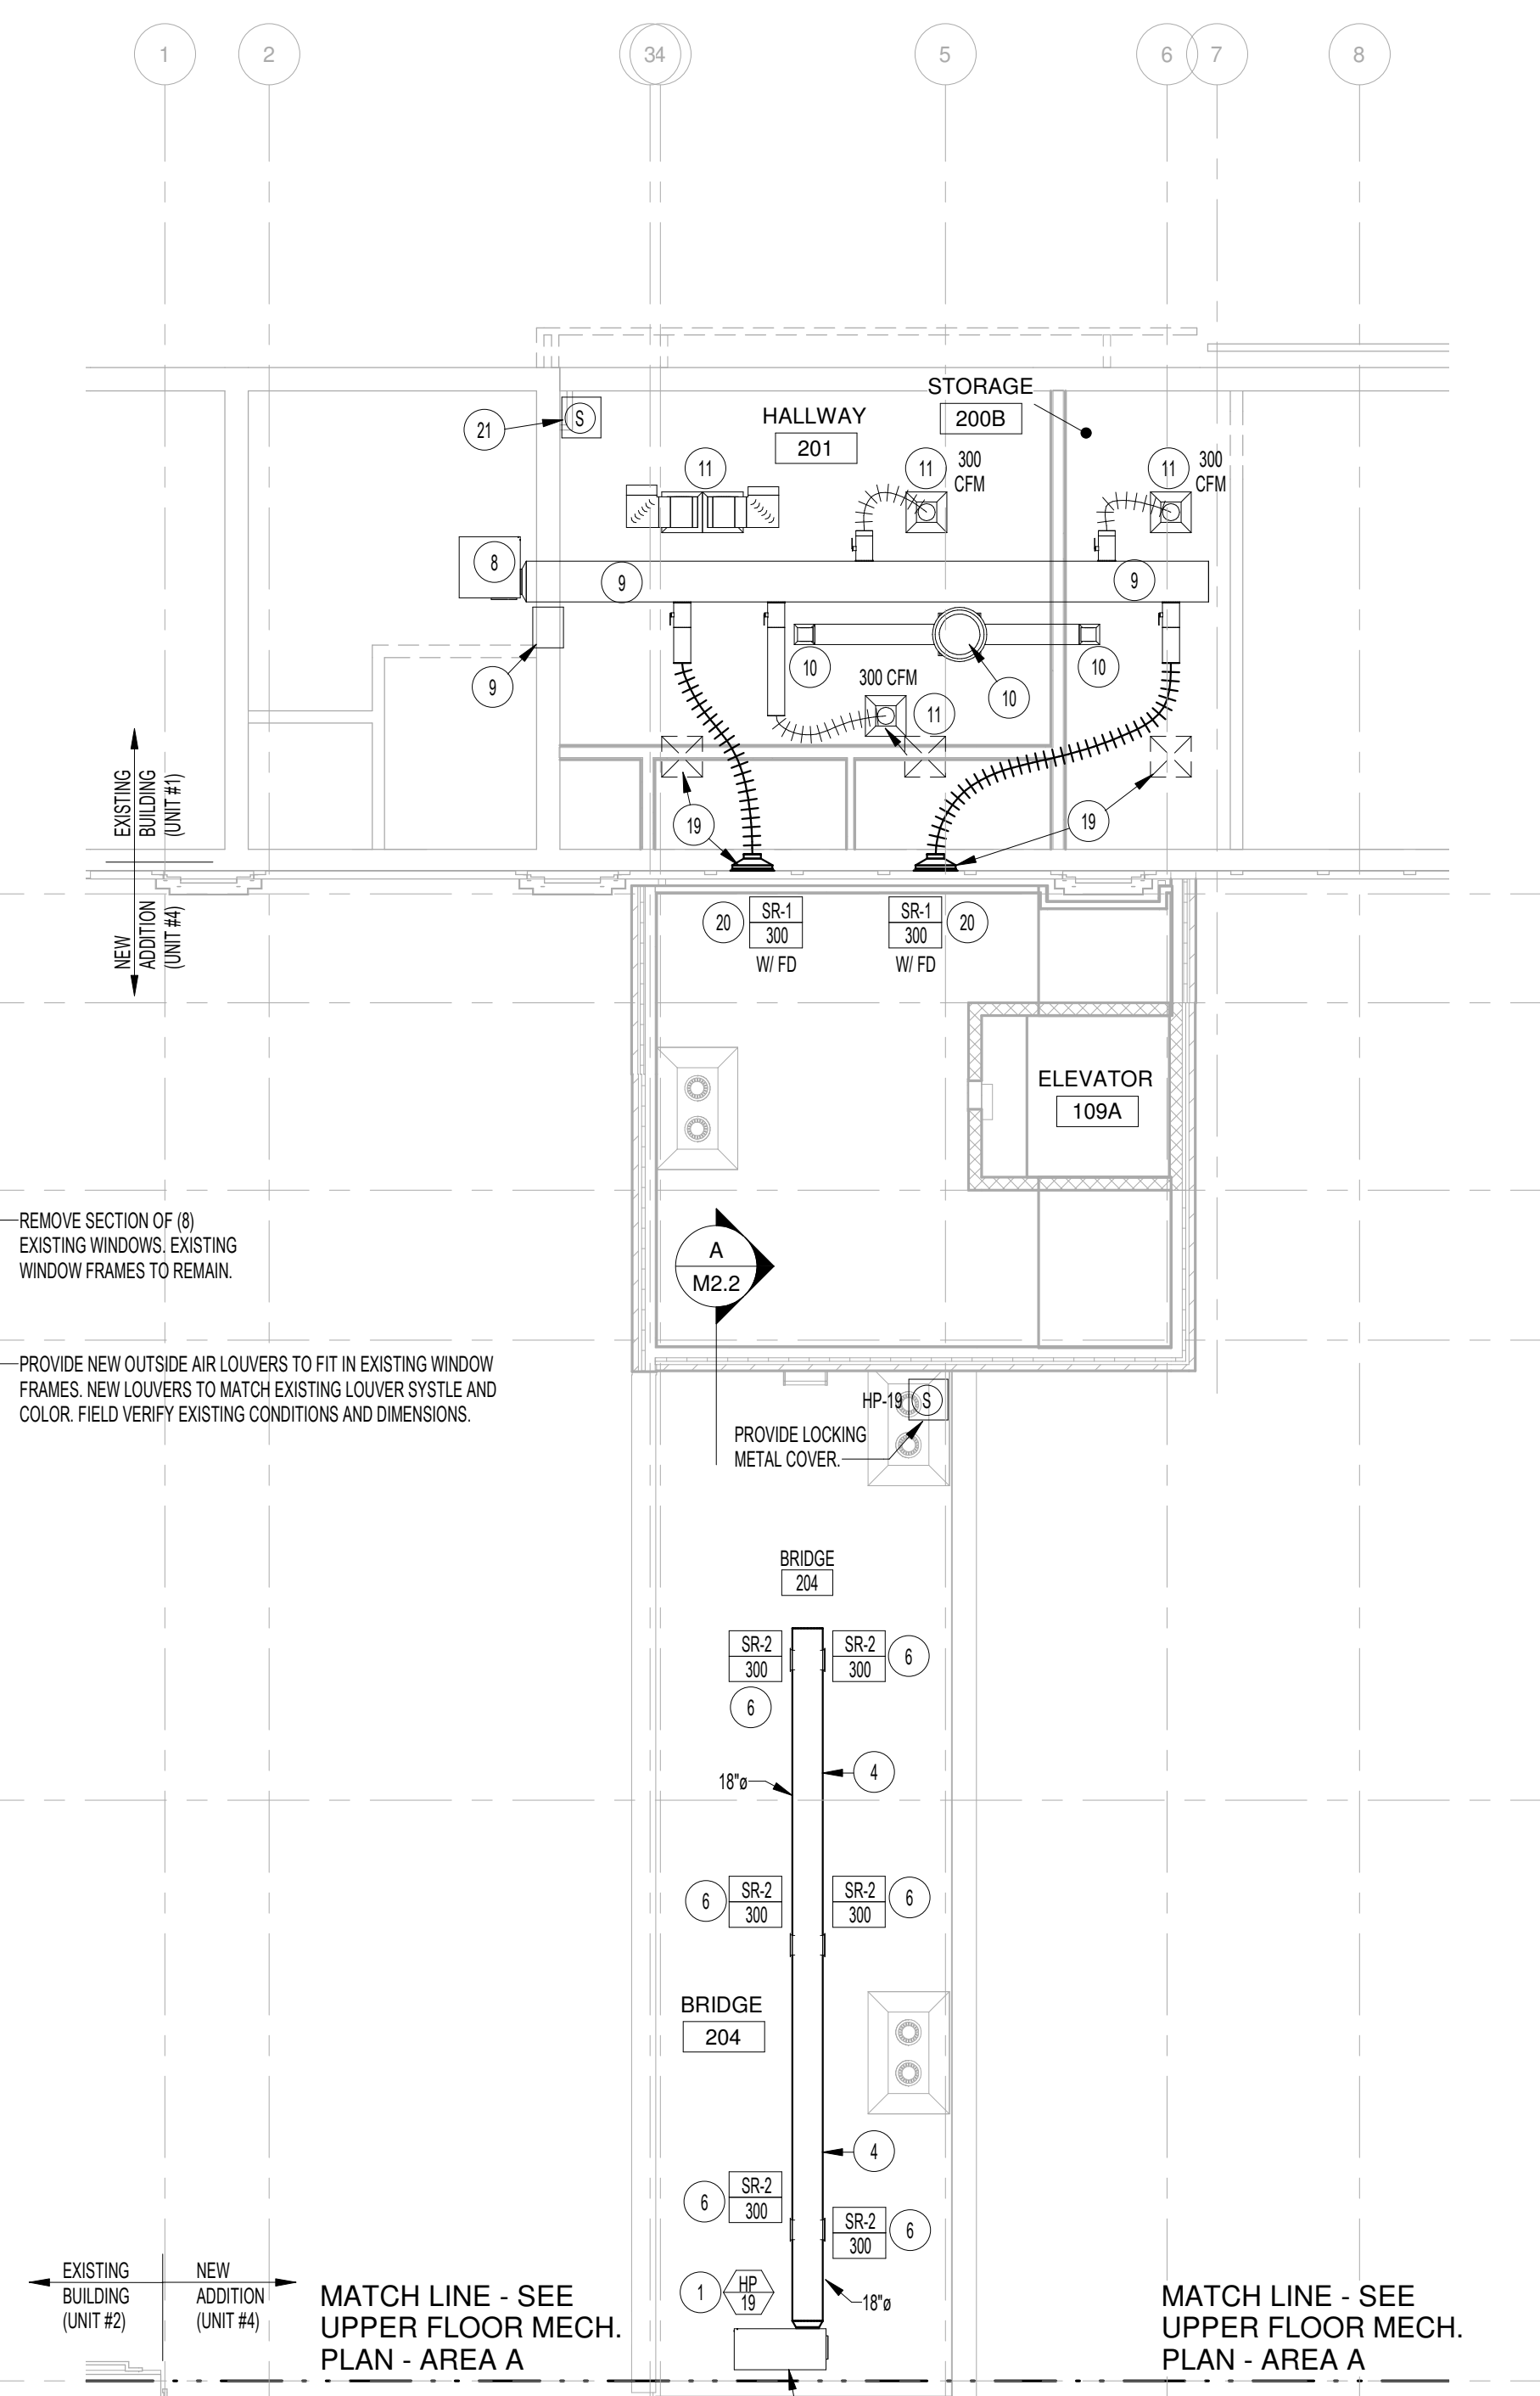 1
2
3
4
5
6
7
8
STORAGE
200B
HALLWAY
201
21
S
11
11
300
CFM
11
300
CFM
8
9
9
9
10
10
10
300 CFM
11
19
19
EXISTING
BUILDING
(UNIT #1)
NEW
ADDITION
(UNIT #4)
20
SR-1
300
W/ FD
SR-1
300
W/ FD
20
ELEVATOR
109A
REMOVE SECTION OF (8)
EXISTING WINDOWS. EXISTING
WINDOW FRAMES TO REMAIN.
A
M2.2
PROVIDE NEW OUTSIDE AIR LOUVERS TO FIT IN EXISTING WINDOW
FRAMES. NEW LOUVERS TO MATCH EXISTING LOUVER SYSTLE AND
COLOR. FIELD VERIFY EXISTING CONDITIONS AND DIMENSIONS.
HP-19
S
PROVIDE LOCKING
METAL COVER.
BRIDGE
204
SR-2
300
6
SR-2
300
6
18"ø
4
6
SR-2
300
SR-2
300
6
BRIDGE
204
4
6
SR-2
300
SR-2
300
6
1
HP
19
18"ø
EXISTING
BUILDING
(UNIT #2)
NEW
ADDITION
(UNIT #4)
MATCH LINE - SEE
UPPER FLOOR MECH.
PLAN - AREA A
MATCH LINE - SEE
UPPER FLOOR MECH.
PLAN - AREA A